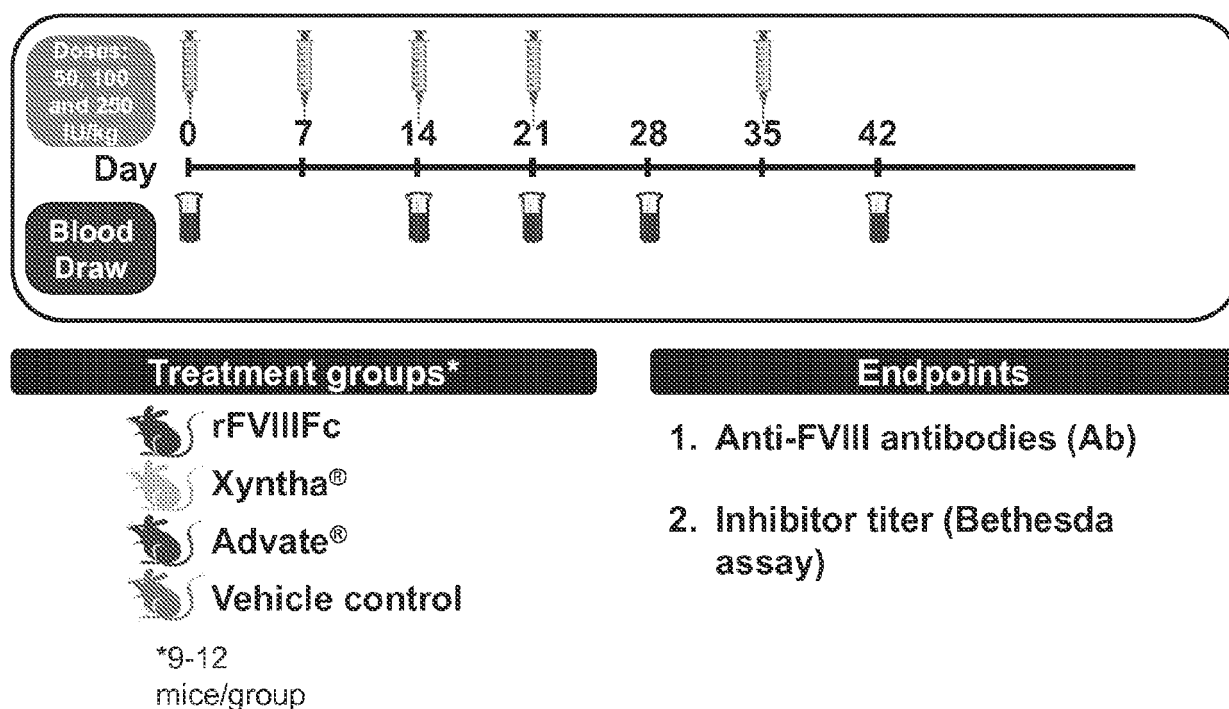 Doses:
50, 100
and 250
IU/kg
0 7 14 21 28 35 42
Day
Blood
Draw
Treatment groups*
rFVIIIFc
Xyntha®
Advate®
Vehicle control
*9-12
mice/group
Endpoints
1. Anti-FVIII antibodies (Ab)
2. Inhibitor titer (Bethesda
assay)